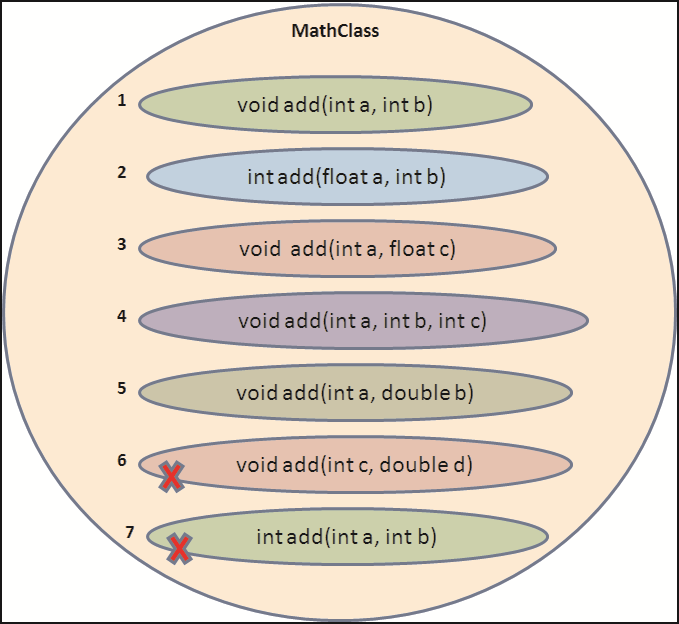 MathClass
1 void add(int a, int b)
2 int add(float a, int b)
3 void add(int a, float c)
4 void add(int a, int b, int c)
5 void add(int a, double b)
6 void add(int c, double d)
7 int add(int a, int b)